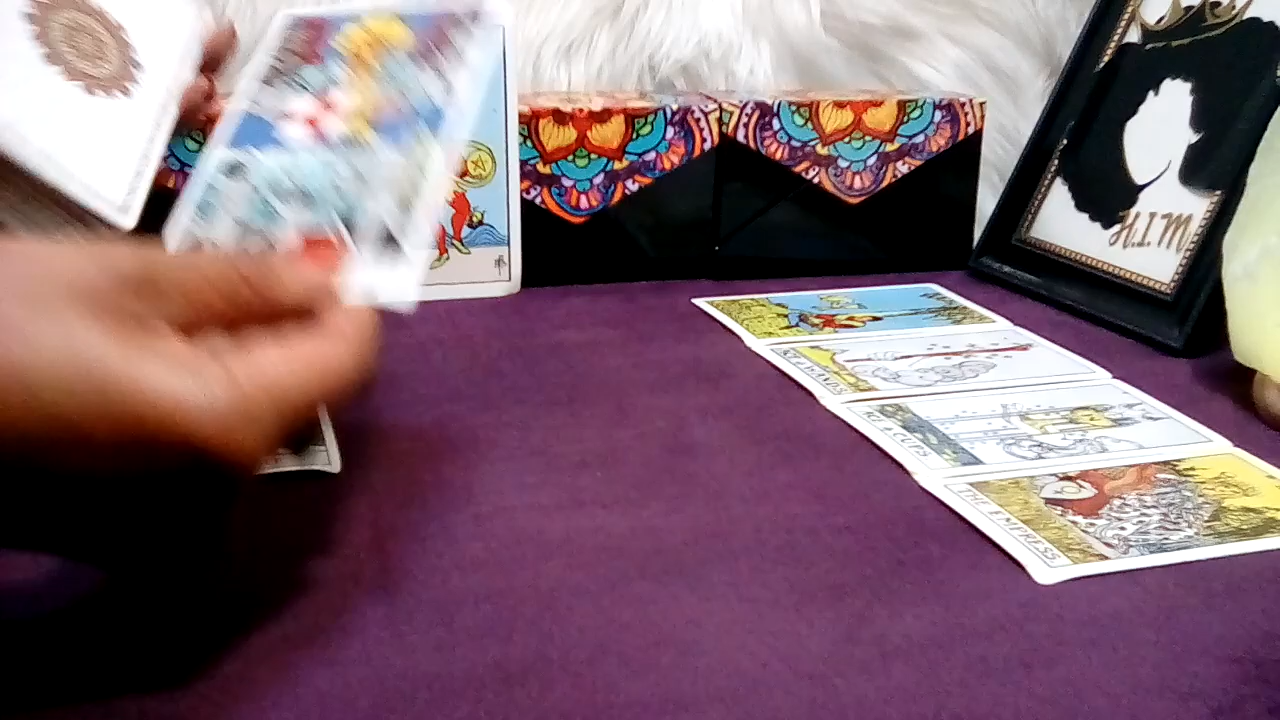 H.I.M
ACE of WANDS.
ACE of CUPS.
THE EMPRESS.